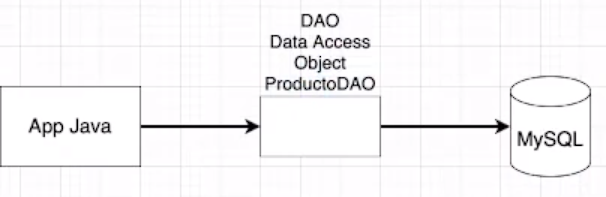 DAO
Data Access
Object
ProductoDAO
App Java
MySQL